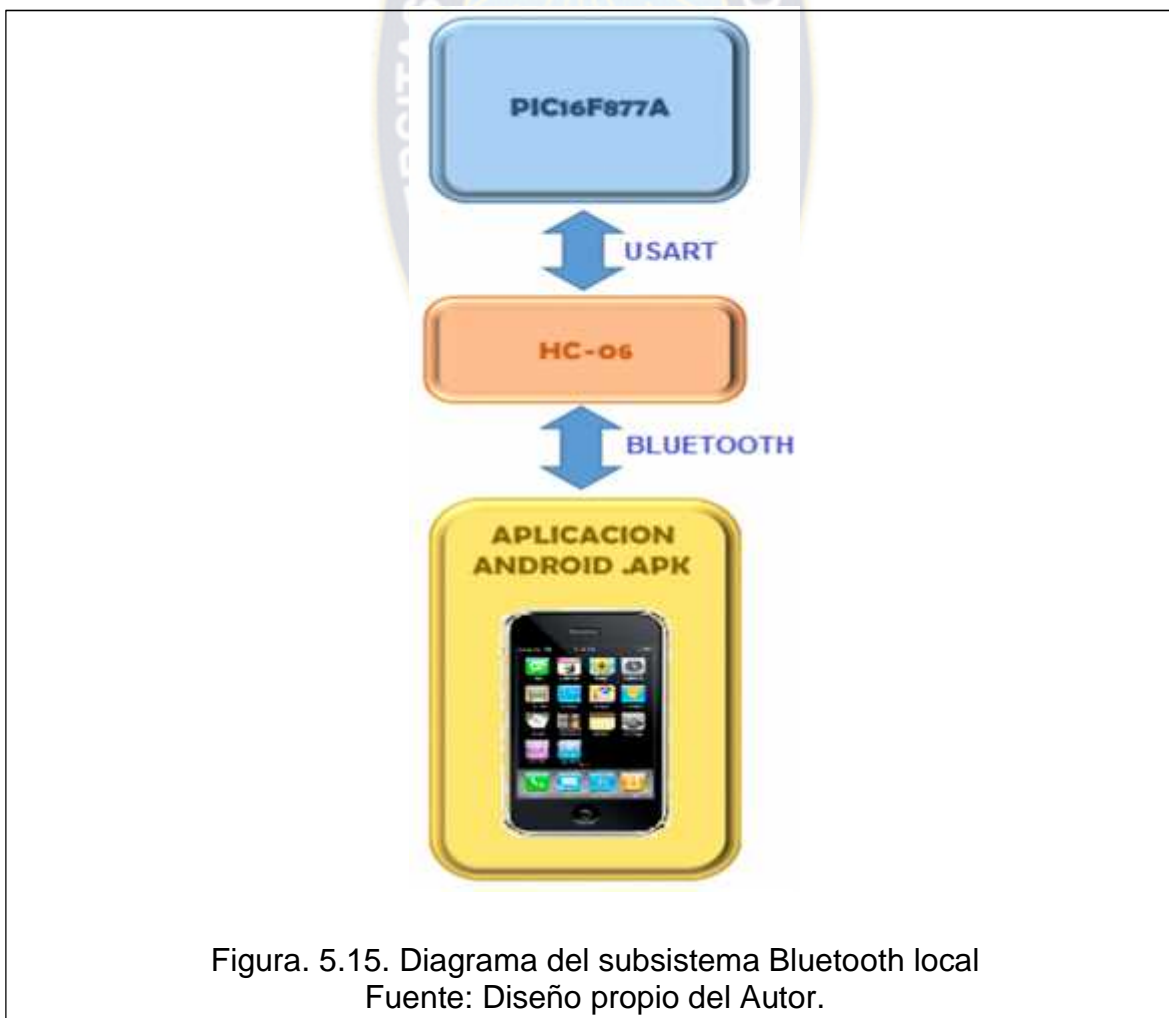 PIC16F877A
USART
HC-06
BLUETOOTH
APLICACION
ANDROID .APK
Figura. 5.15. Diagrama del subsistema Bluetooth local
Fuente: Diseño propio del Autor.